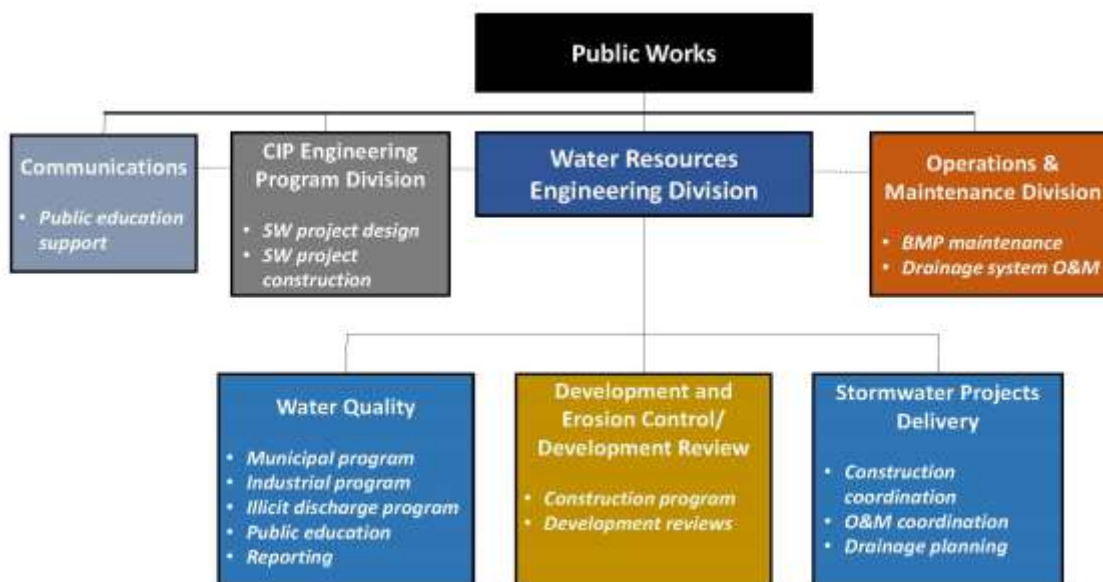 Public Works
Communications
• Public education
support
CIP Engineering
Program Division
• SW project design
• SW project
construction
Water Resources
Engineering Division
Operations &
Maintenance Division
• BMP maintenance
• Drainage system O&M
Water Quality
• Municipal program
• Industrial program
• Illicit discharge program
• Public education
• Reporting
Development and
Erosion Control/
Development Review
• Construction program
• Development reviews
Stormwater Projects
Delivery
• Construction
coordination
• O&M coordination
• Drainage planning